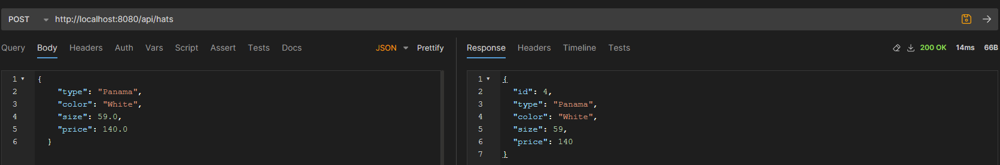 POST http://localhost:8080/api/hats
Query Body Headers Auth Vars Script Assert Tests Docs JSON Prettify
1 {
2 "type": "Panama",
3 "color": "White",
4 "size": 59.0,
5 "price": 140.0
6 }
Response Headers Timeline Tests 200 OK 14ms 66B
1 {
2 "id": 4,
3 "type": "Panama",
4 "color": "White",
5 "size": 59,
6 "price": 140
7 }